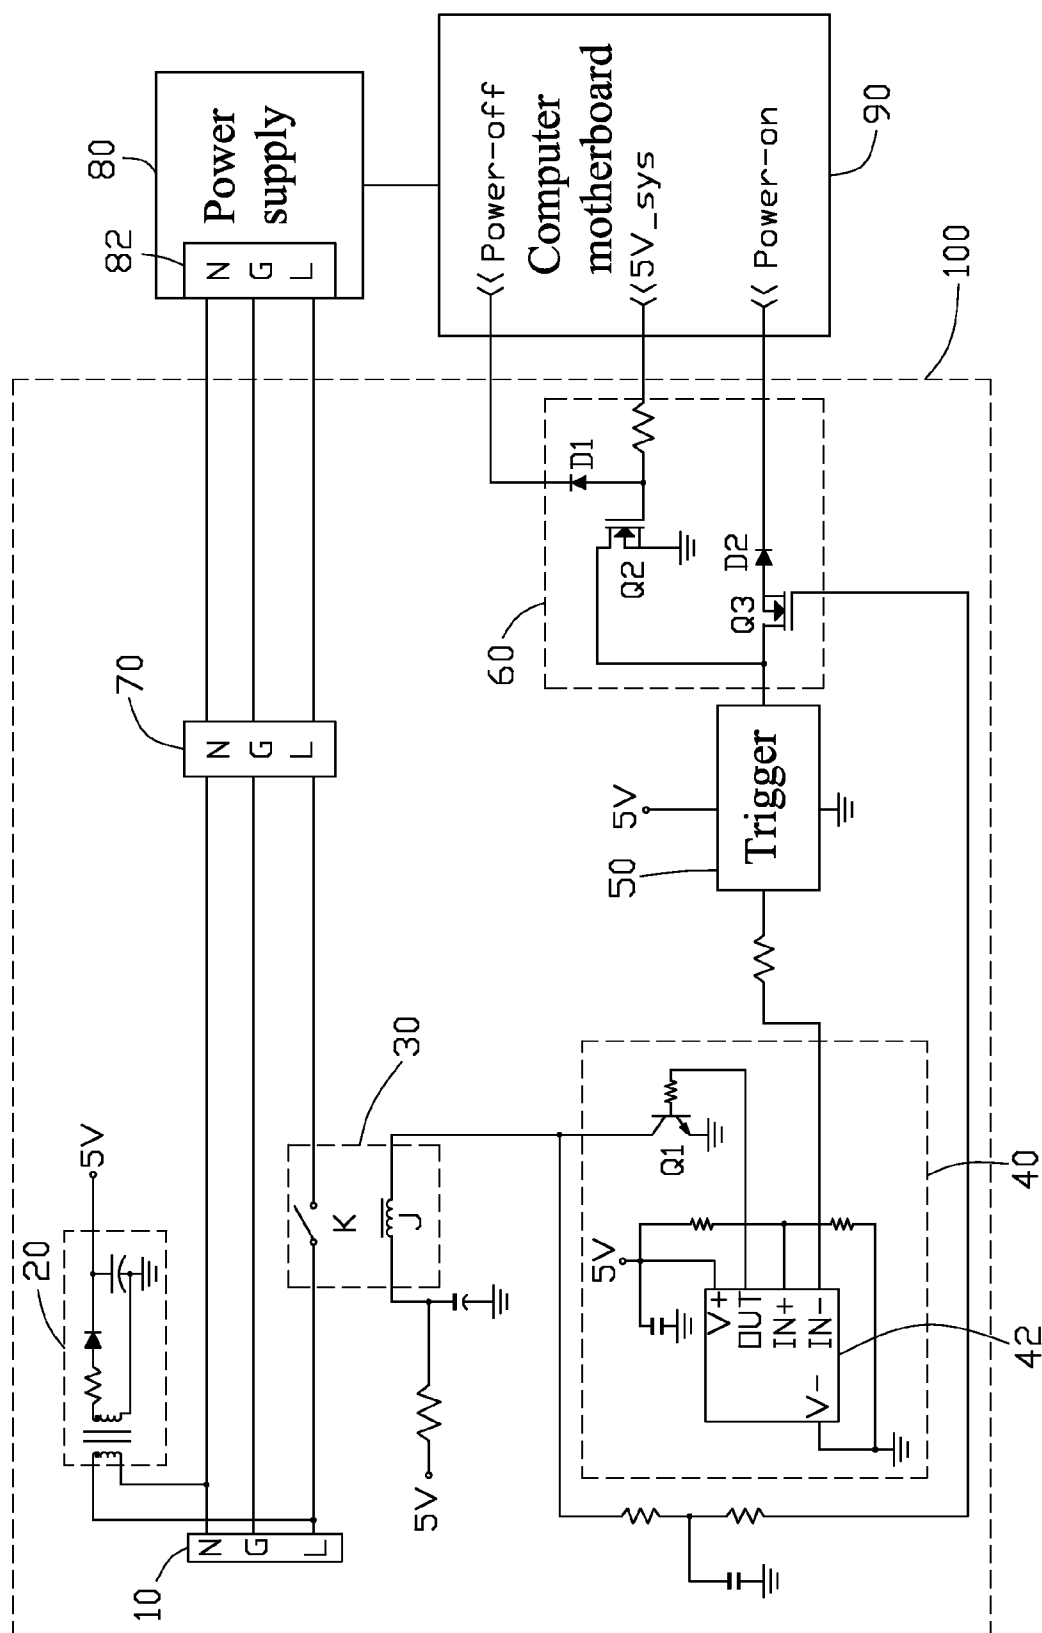 80
Power
supply
82
N
G
L
<<Power-off
Computer
motherboard
<<5V_sys
<< Power-on
90
100
70
N
G
L
60
D1
Q2
D2
Q3
5V
50
Trigger
30
K
J
5V
20
5V
10
N
G
L
Q1
40
5V
V+
OUT
IN+
IN-
V-
42